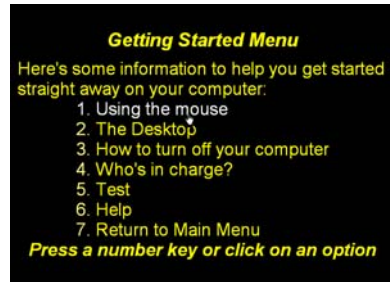 Getting Started Menu
Here's some information to help you get started
straight away on your computer:
1. Using the mouse
2. The Desktop
3. How to turn off your computer
4. Who's in charge?
5. Test
6. Help
7. Return to Main Menu
Press a number key or click on an option